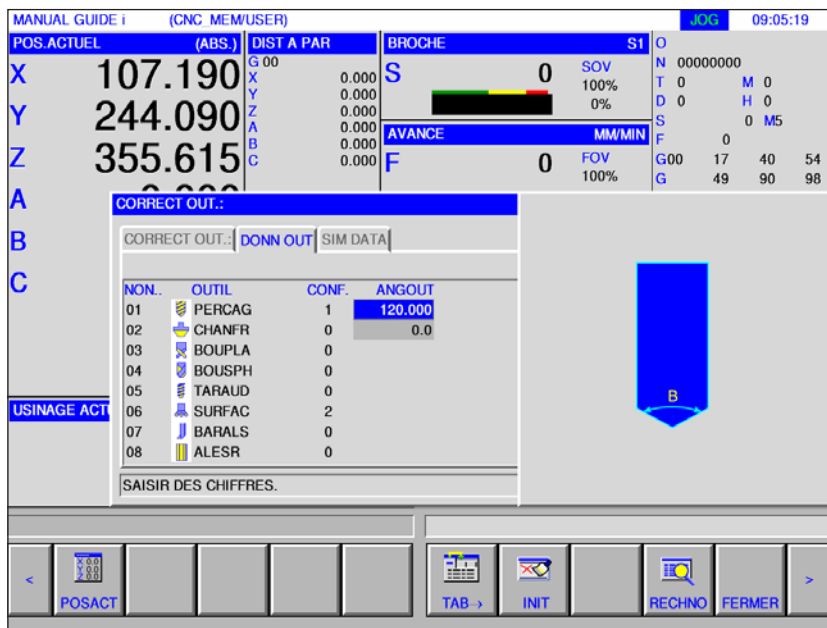 MANUAL GUIDE i (CNC_MEM/USER) JOG 09:05:19
POS.ACTUEL (ABS.) DIST A PAR BROCHE S1 O
G 00 N 00000000
X 107.190 X 0.000 S 0 SOV 100% 0% T 0 M 0
Y 0.000 D 0 H 0
Y 244.090 Z 0.000 S 0 M5
A 0.000 AVANCE MM/MIN F 0
Z 355.615 B 0.000 F 0 FOV 100% G00 17 40 54
C 0.000 G 49 90 98
A
B
C
CORRECT OUT.:
CORRECT OUT.: DONN OUT SIM DATA
NON.. OUTIL CONF. ANGOUT
01 PERCAG 1 120.000
02 CHANFR 0 0.0
03 BOUPLA 0
04 BOUSPH 0
05 TARAUD 0
06 SURFAC 2
07 BARALS 0
08 ALESR 0
B
USINAGE ACTU
SAISIR DES CHIFFRES.
< POSACT TAB→ INIT RECHNO FERMER >